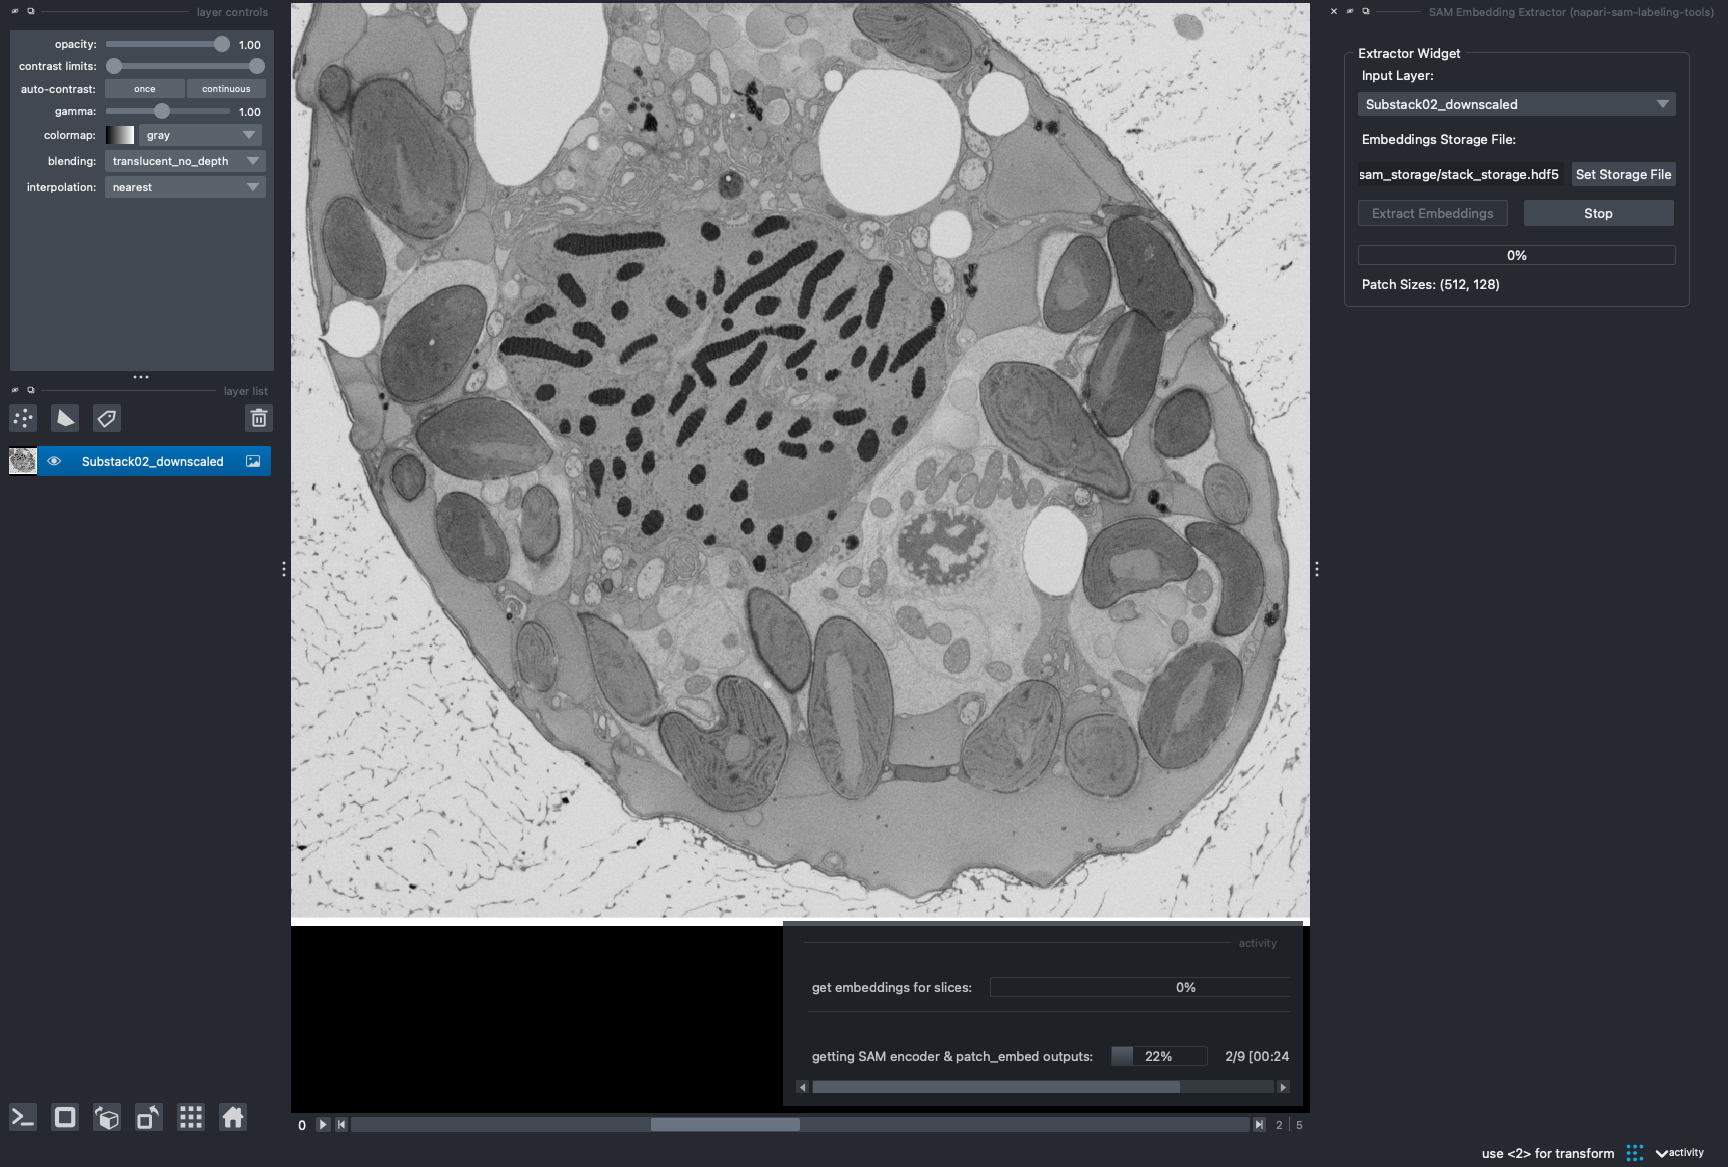 layer controls
opacity: 1.00
contrast limits:
auto-contrast: once continuous
gamma: 1.00
colormap: gray
blending: translucent_no_depth
interpolation: nearest
layer list
Substack02_downscaled
SAM Embedding Extractor (napari-sam-labeling-tools)
Extractor Widget
Input Layer:
Substack02_downscaled
Embeddings Storage File:
sam_storage/stack_storage.hdf5 Set Storage File
Extract Embeddings Stop
0%
Patch Sizes: (512, 128)
activity
get embeddings for slices: 0%
getting SAM encoder & patch_embed outputs: 22% 2/9 [00:24
0 2 5
use <2> for transform activity